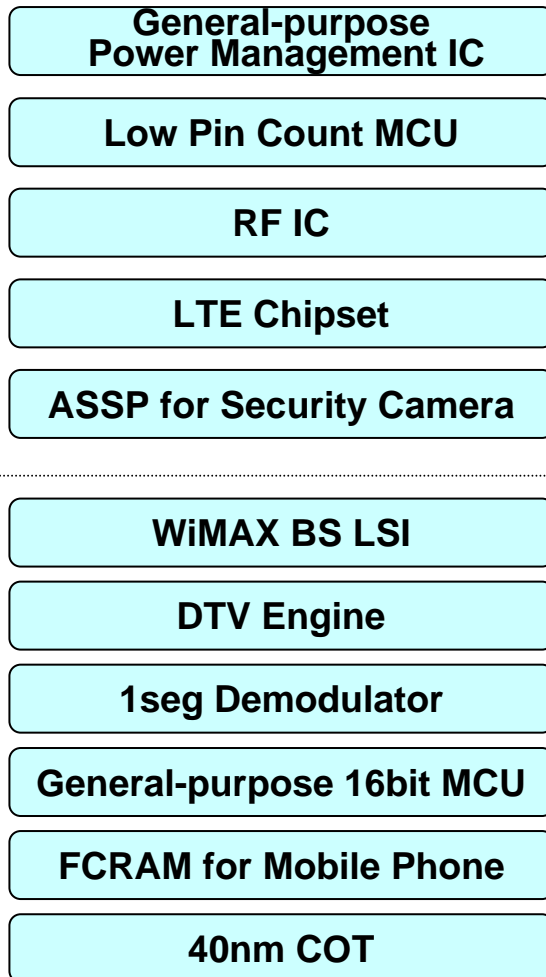 General-purpose
Power Management IC
Low Pin Count MCU
RF IC
LTE Chipset
ASSP for Security Camera
WiMAX BS LSI
DTV Engine
1seg Demodulator
General-purpose 16bit MCU
FCRAM for Mobile Phone
40nm COT